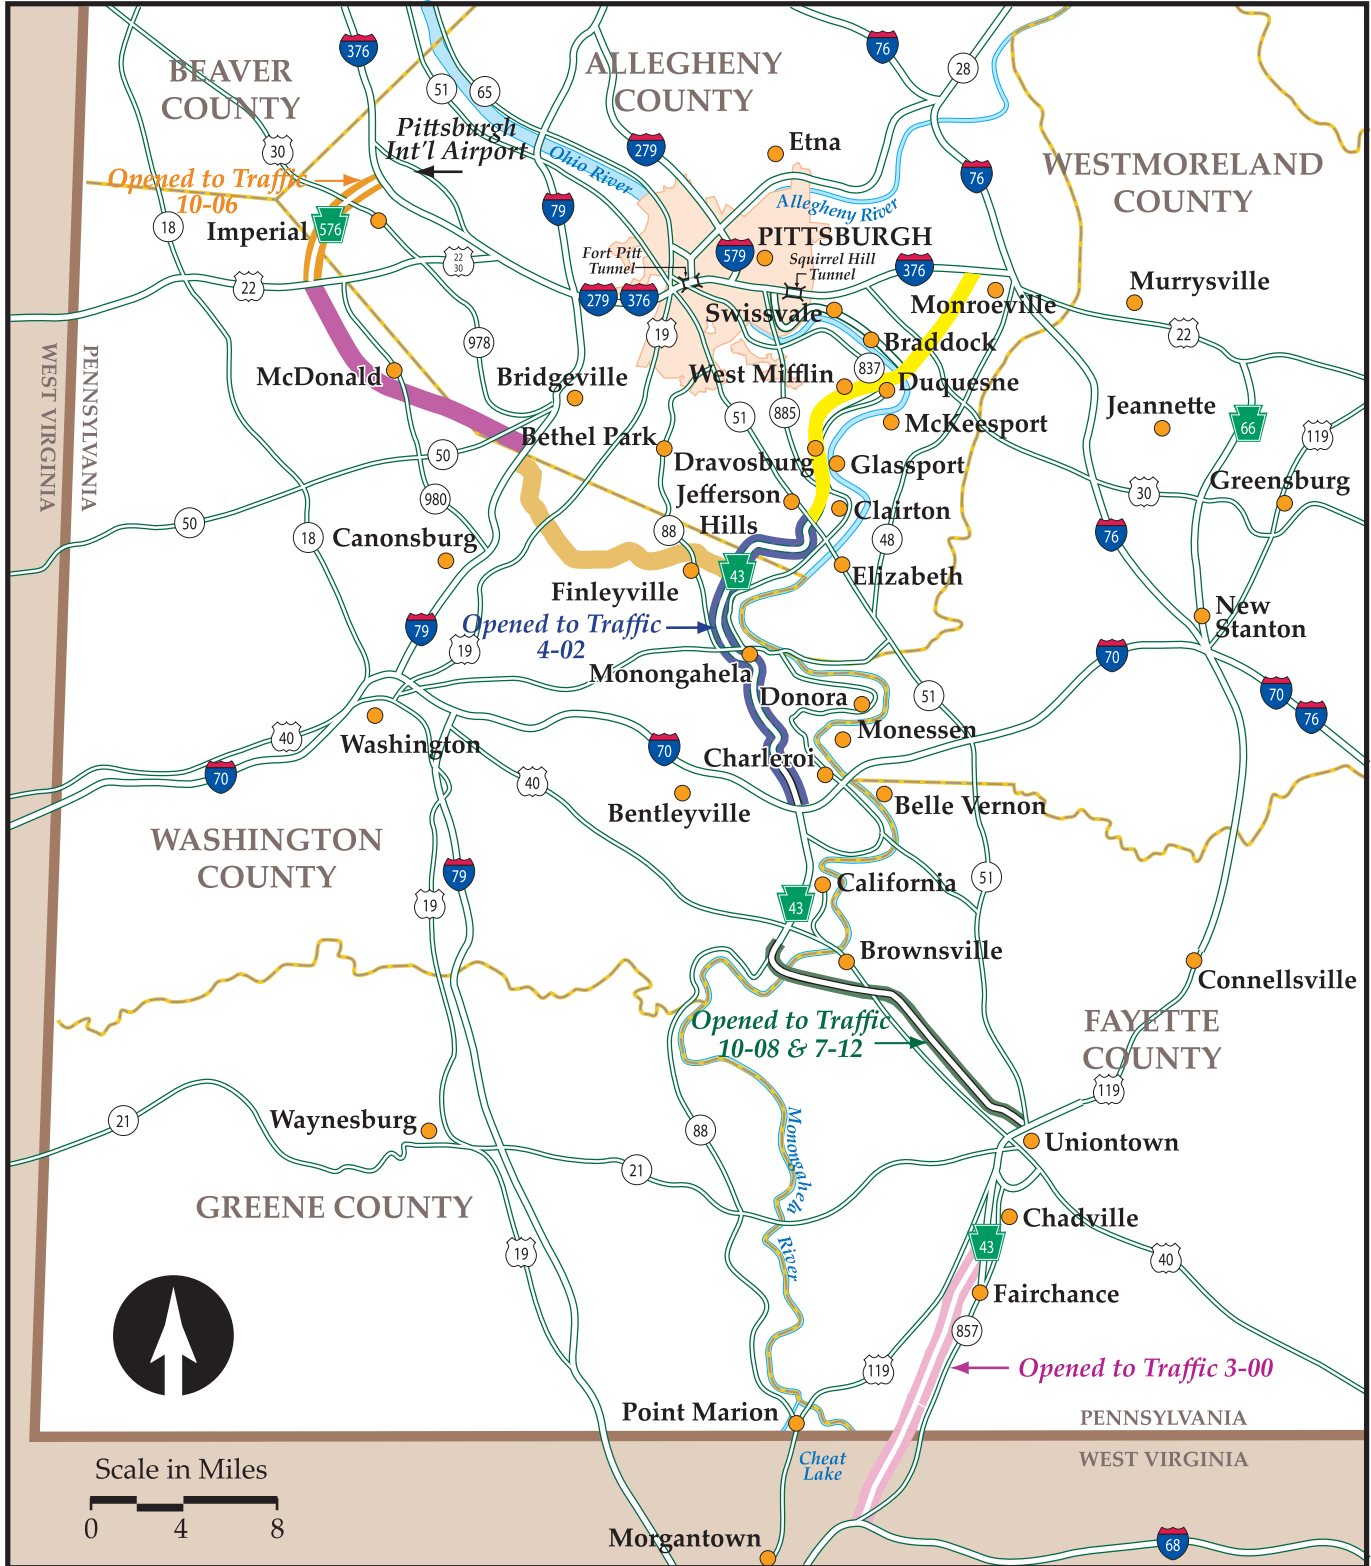 376
76
28
BEAVER
COUNTY
ALLEGHENY
COUNTY
51
65
Pittsburgh
Int'l Airport
30
279
Etna
Ohio River
WESTMORELAND
COUNTY
76
Opened to Traffic
10-06
Allegheny River
79
18
Imperial
576
PITTSBURGH
579
Fort Pitt
Tunnel
Squirrel Hill
Tunnel
22
30
376
22
279
376
Monroeville
Murrysville
Swissvale
19
22
978
Braddock
837
PENNSYLVANIA
WEST VIRGINIA
McDonald
Bridgeville
West Mifflin
Duquesne
51
885
McKeesport
Jeannette
66
119
Bethel Park
50
Dravosburg
Glassport
Greensburg
980
Jefferson
Hills
30
Clairton
50
18
Canonsburg
88
48
76
43
Elizabeth
Finleyville
New
Stanton
79
Opened to Traffic
4-02
19
70
Monongahela
Donora
51
70
76
40
Washington
Monessen
70
70
Charleroi
40
Bentleyville
Belle Vernon
WASHINGTON
COUNTY
79
51
California
19
43
Brownsville
Connellsville
Opened to Traffic
10-08 & 7-12
FAYETTE
COUNTY
119
21
Waynesburg
88
Monongahela
River
Uniontown
21
GREENE COUNTY
Chadville
43
19
40
Fairchance
857
119
Opened to Traffic 3-00
Point Marion
PENNSYLVANIA
WEST VIRGINIA
Cheat
Lake
Scale in Miles
0 4 8
Morgantown
68